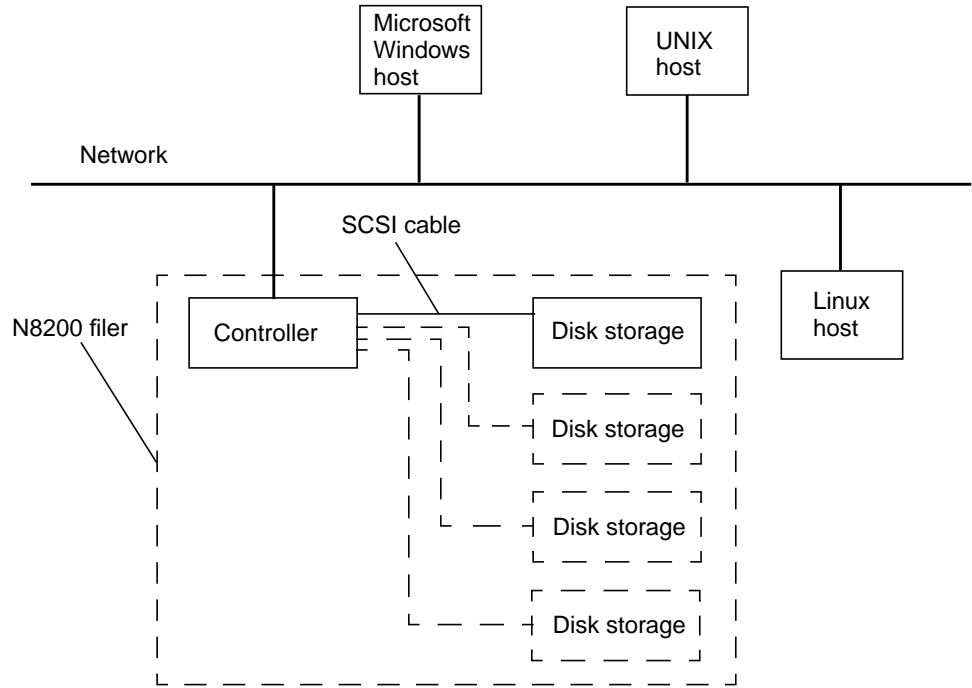 Microsoft
Windows
host
UNIX
host
Network
SCSI cable
N8200 filer
Controller
Disk storage
Linux
host
Disk storage
Disk storage
Disk storage